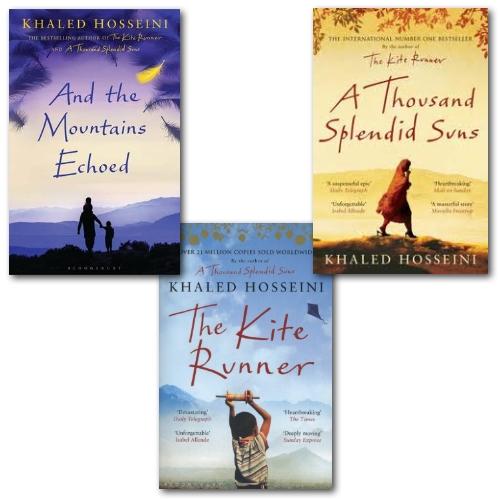 KHALED HOSSEINI
THE BESTSELLING AUTHOR OF The Kite Runner
AND A Thousand Splendid Suns
And the
Mountains
Echoed
BLOOMSBURY
THE INTERNATIONAL NUMBER ONE BESTSELLER
By the author of
The Kite Runner
A Thousand
Splendid Suns
'A suspenseful epic'
Daily Telegraph
'Heartbreaking'
Mail on Sunday
'Unforgettable'
Isabel Allende
'A masterful story'
Mariella Frostrup
KHALED HOSSEINI
OVER 21 MILLION COPIES SOLD WORLDWIDE
By the author of
A Thousand Splendid Suns
KHALED HOSSEINI
The Kite
Runner
'Devastating'
Daily Telegraph
'Heartbreaking'
The Times
'Unforgettable'
Isabel Allende
'Deeply moving'
Sunday Express